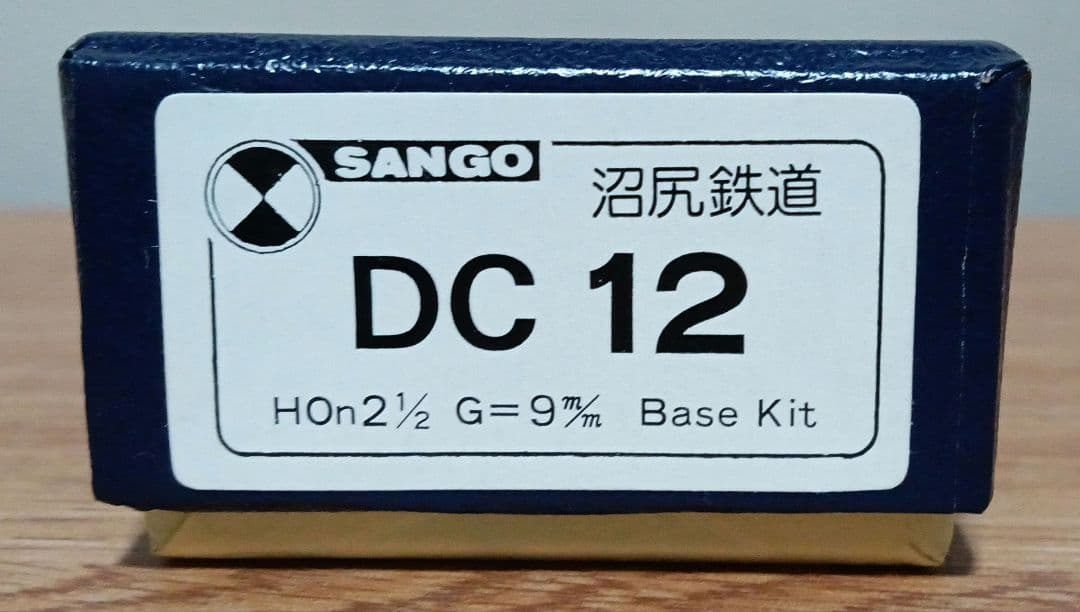 SANGO
沼尻鉄道
DC 12
HOn2½ G=9㎜ Base Kit